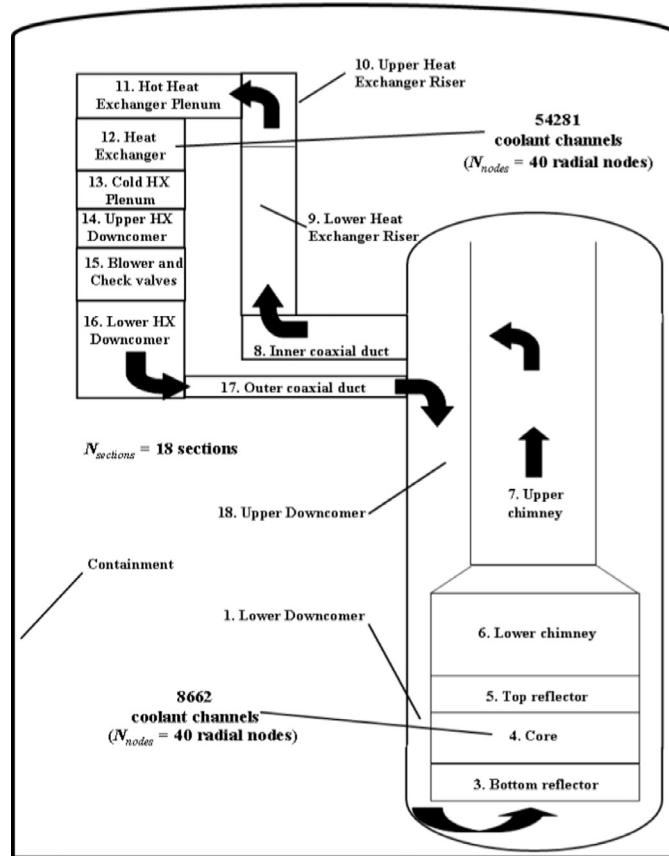 10. Upper Heat
Exchanger Riser
11. Hot Heat
Exchanger Plenum
54281
coolant channels
(N_nodes = 40 radial nodes)
12. Heat
Exchanger
13. Cold HX
Plenum
14. Upper HX
Downcomer
9. Lower Heat
Exchanger Riser
15. Blower and
Check valves
16. Lower HX
Downcomer
8. Inner coaxial duct
17. Outer coaxial duct
N_sections = 18 sections
7. Upper
chimney
18. Upper Downcomer
Containment
1. Lower Downcomer
6. Lower chimney
8662
coolant channels
(N_nodes = 40 radial nodes)
5. Top reflector
4. Core
3. Bottom reflector